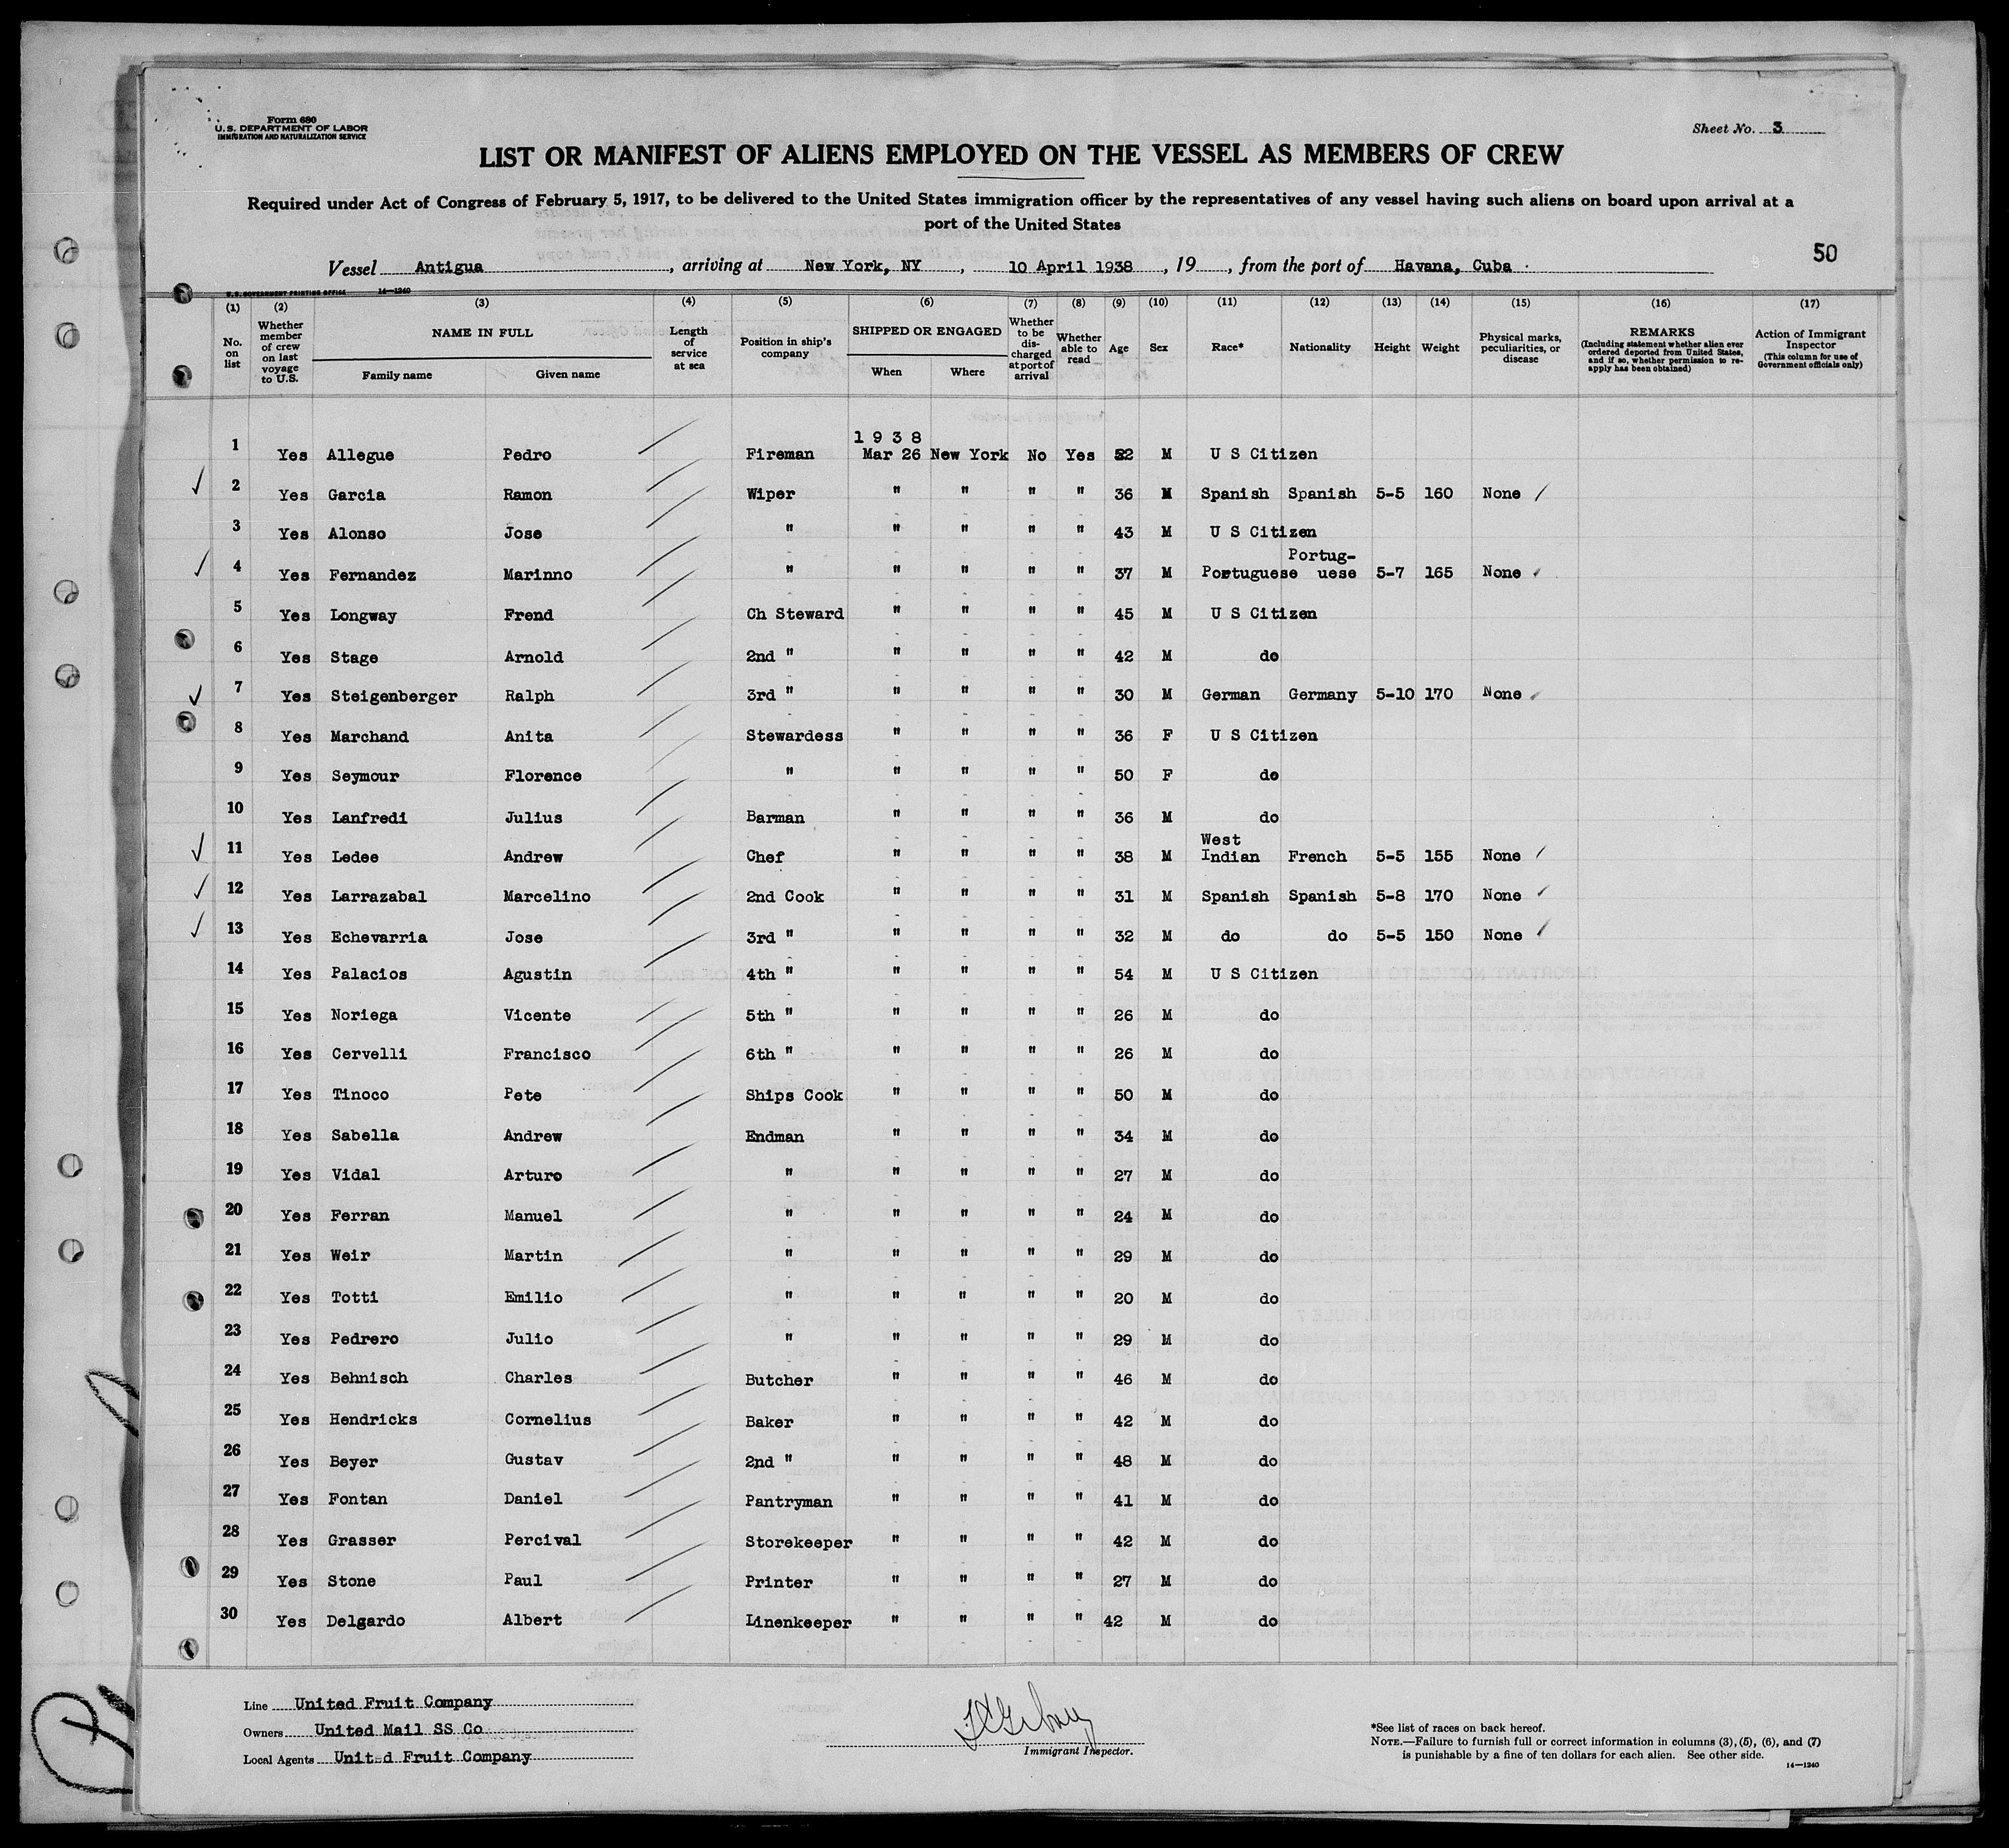 Form 680
U. S. DEPARTMENT OF LABOR
IMMIGRATION AND NATURALIZATION SERVICE
Sheet No. 3
LIST OR MANIFEST OF ALIENS EMPLOYED ON THE VESSEL AS MEMBERS OF CREW
Required under Act of Congress of February 5, 1917, to be delivered to the United States immigration officer by the representatives of any vessel having such aliens on board upon arrival at a
port of the United States
50
Vessel Antigua, arriving at New York, NY, 10 April 1938, 19, from the port of Havana, Cuba
U. S. GOVERNMENT PRINTING OFFICE 14—1240
(1) (2) (3) (4) (5) (6) (7) (8) (9) (10) (11) (12) (13) (14) (15) (16) (17)
No. on list
Whether member of crew on last voyage to U.S.
NAME IN FULL
Family name
Given name
Length of service at sea
Position in ship's company
SHIPPED OR ENGAGED
When
Where
Whether to be discharged at port of arrival
Whether able to read
Age
Sex
Race*
Nationality
Height
Weight
Physical marks, peculiarities, or disease
REMARKS
(Including statement whether alien ever ordered deported from United States, and if so, whether permission to reapply has been obtained)
Action of Immigrant Inspector
(This column for use of Government officials only)
1 9 3 8
1 Yes Allegue Pedro Fireman Mar 26 New York No Yes 52 M U S Citizen
2 Yes Garcia Ramon Wiper " " " " 36 M Spanish Spanish 5-5 160 None
3 Yes Alonso Jose " " " " " 43 M U S Citizen
Portug-
4 Yes Fernandez Marinno " " " " " 37 M Portuguese uese 5-7 165 None
5 Yes Longway Frend Ch Steward " " " " 45 M U S Citizen
6 Yes Stage Arnold 2nd " " " " " 42 M do
7 Yes Steigenberger Ralph 3rd " " " " " 30 M German Germany 5-10 170 None
8 Yes Marchand Anita Stewardess " " " " 36 F U S Citizen
9 Yes Seymour Florence " " " " " 50 F do
10 Yes Lanfredi Julius Barman " " " " 36 M do
West
11 Yes Ledee Andrew Chef " " " " 38 M Indian French 5-5 155 None
12 Yes Larrazabal Marcelino 2nd Cook " " " " 31 M Spanish Spanish 5-8 170 None
13 Yes Echevarria Jose 3rd " " " " " 32 M do do 5-5 150 None
14 Yes Palacios Agustin 4th " " " " " 54 M U S Citizen
15 Yes Noriega Vicente 5th " " " " " 26 M do
16 Yes Cervelli Francisco 6th " " " " " 26 M do
17 Yes Tinoco Pete Ships Cook " " " " 50 M do
18 Yes Sabella Andrew Endman " " " " 34 M do
19 Yes Vidal Arturo " " " " " 27 M do
20 Yes Ferran Manuel " " " " " 24 M do
21 Yes Weir Martin " " " " " 29 M do
22 Yes Totti Emilio " " " " " 20 M do
23 Yes Pedrero Julio " " " " " 29 M do
24 Yes Behnisch Charles Butcher " " " " 46 M do
25 Yes Hendricks Cornelius Baker " " " " 42 M do
26 Yes Beyer Gustav 2nd " " " " " 48 M do
27 Yes Fontan Daniel Pantryman " " " " 41 M do
28 Yes Grasser Percival Storekeeper " " " " 42 M do
29 Yes Stone Paul Printer " " " " 27 M do
30 Yes Delgardo Albert Linenkeeper " " " " 42 M do
Line United Fruit Company
Owners United Mail SS Co
Local Agents United Fruit Company
Immigrant Inspector.
*See list of races on back hereof.
NOTE.—Failure to furnish full or correct information in columns (3), (5), (6), and (7)
is punishable by a fine of ten dollars for each alien. See other side.
14—1240